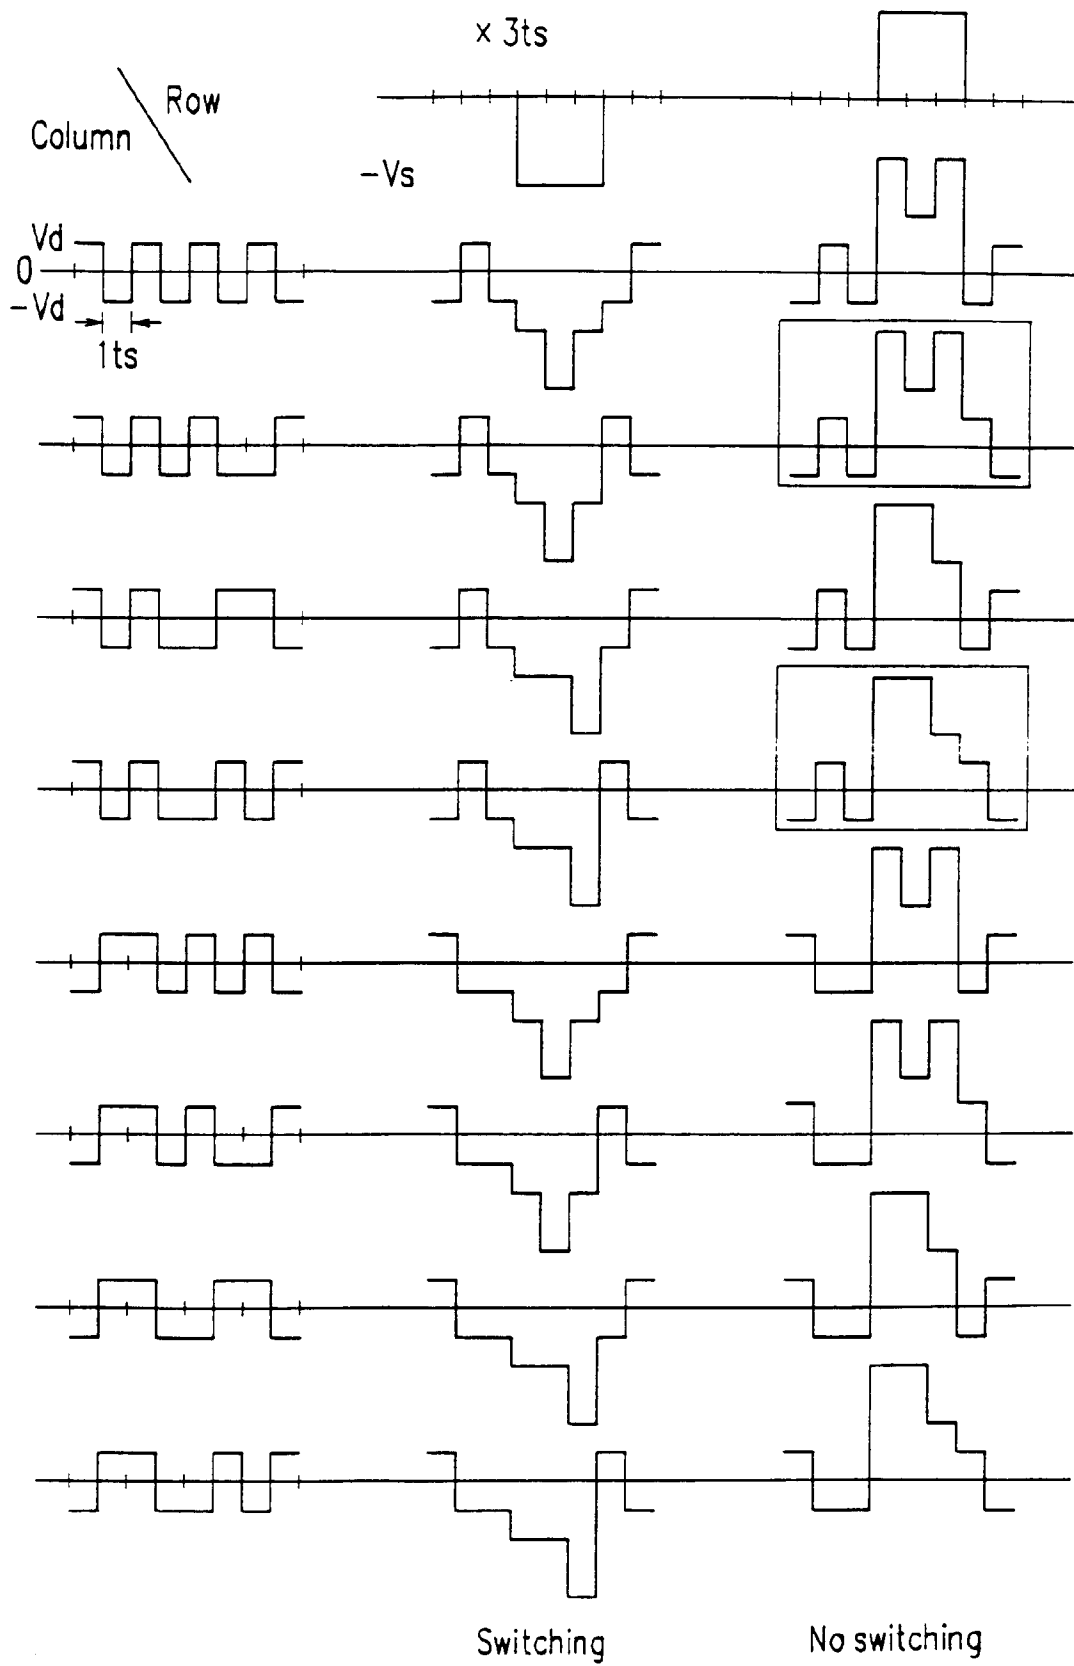 × 3ts
Row
Column
-Vs
Vd
0
-Vd
1ts
Switching
No switching